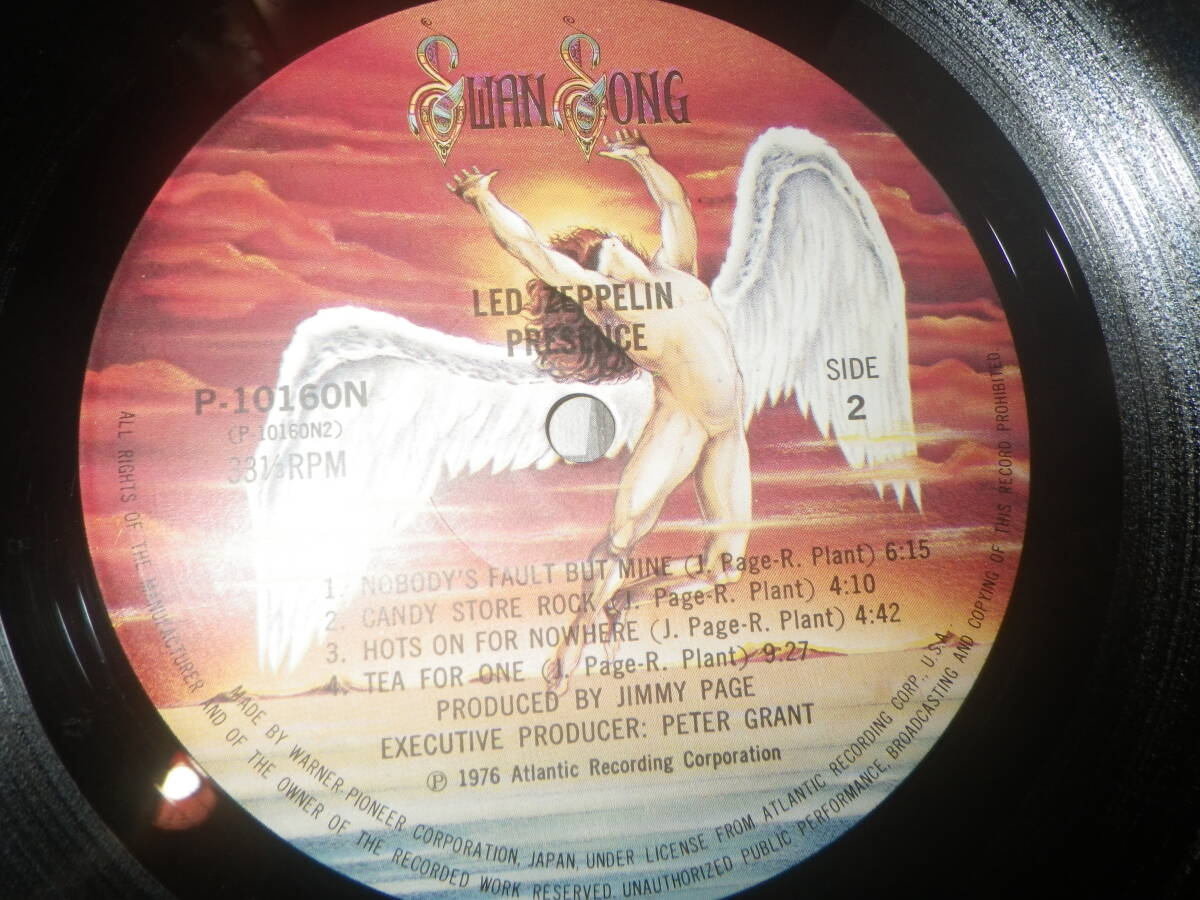 SWAN SONG
LED ZEPPELIN
PRESENCE
P-10160N
(P-10160N2)
33⅓RPM
SIDE
2
1. NOBODY'S FAULT BUT MINE (J. Page-R. Plant) 6:15
2. CANDY STORE ROCK (J. Page-R. Plant) 4:10
3. HOTS ON FOR NOWHERE (J. Page-R. Plant) 4:42
4. TEA FOR ONE (J. Page-R. Plant) 9:27
PRODUCED BY JIMMY PAGE
EXECUTIVE PRODUCER: PETER GRANT
℗ 1976 Atlantic Recording Corporation
MADE BY WARNER-PIONEER CORPORATION, JAPAN, UNDER LICENSE FROM ATLANTIC RECORDING CORP., U.S.A.
ALL RIGHTS OF THE MANUFACTURER AND OF THE OWNER OF THE RECORDED WORK RESERVED. UNAUTHORIZED PUBLIC PERFORMANCE, BROADCASTING AND COPYING OF THIS RECORD PROHIBITED.